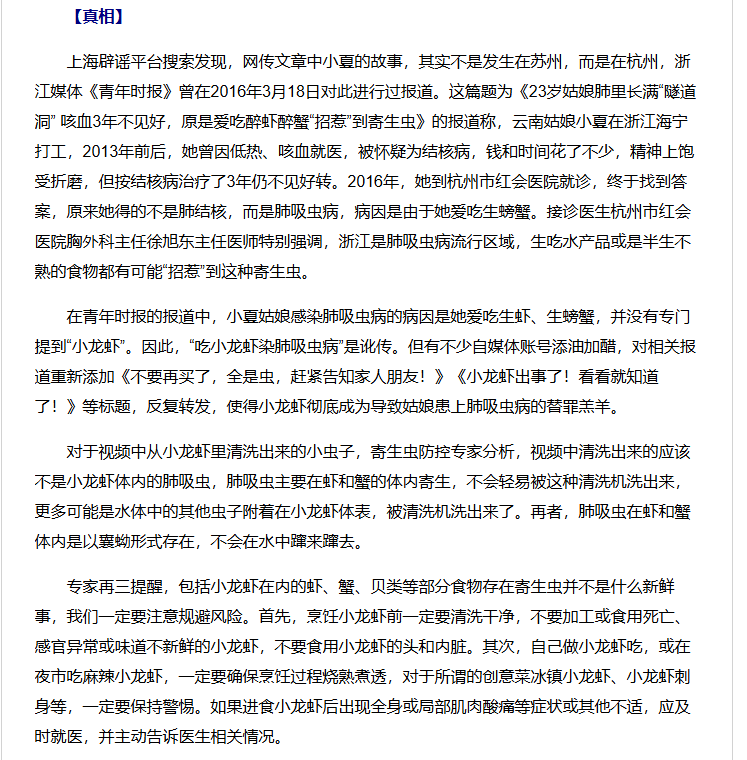 【真相】
上海辟谣平台搜索发现，网传文章中小夏的故事，其实不是发生在苏州，而是在杭州，浙
江媒体《青年时报》曾在2016年3月18日对此进行过报道。这篇题为《23岁姑娘肺里长满“隧道
洞” 咳血3年不见好，原是爱吃醉虾醉蟹“招惹”到寄生虫》的报道称，云南姑娘小夏在浙江海宁
打工，2013年前后，她曾因低热、咳血就医，被怀疑为结核病，钱和时间花了不少，精神上饱
受折磨，但按结核病治疗了3年仍不见好转。2016年，她到杭州市红会医院就诊，终于找到答
案，原来她得的不是肺结核，而是肺吸虫病，病因是由于她爱吃生螃蟹。接诊医生杭州市红会
医院胸外科主任徐旭东主任医师特别强调，浙江是肺吸虫病流行区域，生吃水产品或是半生不
熟的食物都有可能“招惹”到这种寄生虫。
在青年时报的报道中，小夏姑娘感染肺吸虫病的病因是她爱吃生虾、生螃蟹，并没有专门
提到“小龙虾”。因此，“吃小龙虾染肺吸虫病”是讹传。但有不少自媒体账号添油加醋，对相关报
道重新添加《不要再买了，全是虫，赶紧告知家人朋友！》《小龙虾出事了！看看就知道
了！》等标题，反复转发，使得小龙虾彻底成为导致姑娘患上肺吸虫病的替罪羔羊。
对于视频中从小龙虾里清洗出来的小虫子，寄生虫防控专家分析，视频中清洗出来的应该
不是小龙虾体内的肺吸虫，肺吸虫主要在虾和蟹的体内寄生，不会轻易被这种清洗机洗出来，
更多可能是水体中的其他虫子附着在小龙虾体表，被清洗机洗出来了。再者，肺吸虫在虾和蟹
体内是以囊蚴形式存在，不会在水中蹿来蹿去。
专家再三提醒，包括小龙虾在内的虾、蟹、贝类等部分食物存在寄生虫并不是什么新鲜
事，我们一定要注意规避风险。首先，烹饪小龙虾前一定要清洗干净，不要加工或食用死亡、
感官异常或味道不新鲜的小龙虾，不要食用小龙虾的头和内脏。其次，自己做小龙虾吃，或在
夜市吃麻辣小龙虾，一定要确保烹饪过程烧熟煮透，对于所谓的创意菜冰镇小龙虾、小龙虾刺
身等，一定要保持警惕。如果进食小龙虾后出现全身或局部肌肉酸痛等症状或其他不适，应及
时就医，并主动告诉医生相关情况。